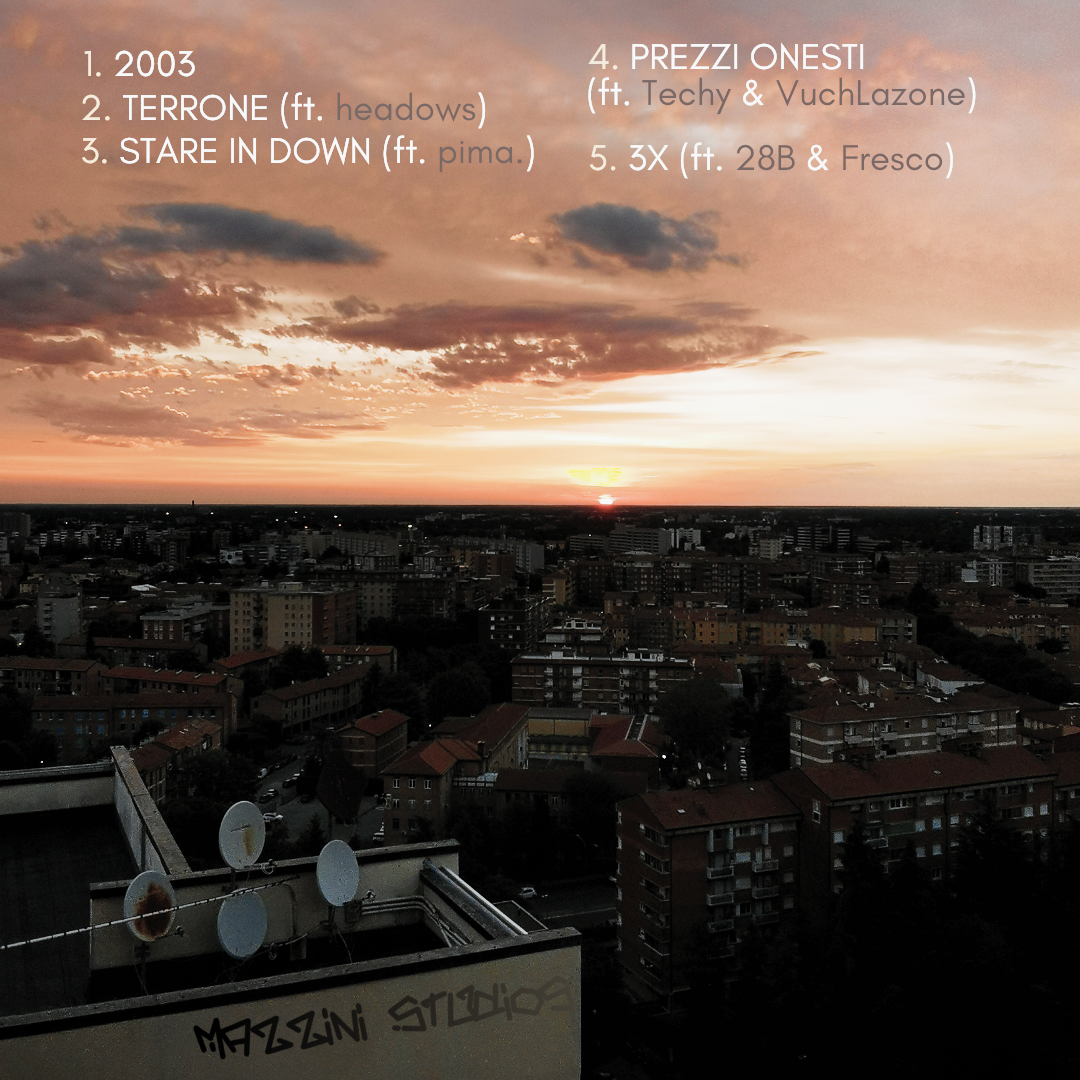 1. 2003
2. TERRONE (ft. headows)
3. STARE IN DOWN (ft. pima.)
4. PREZZI ONESTI
(ft. Techy & VuchLazone)
5. 3X (ft. 28B & Fresco)
MAZZiNi STUDiOS